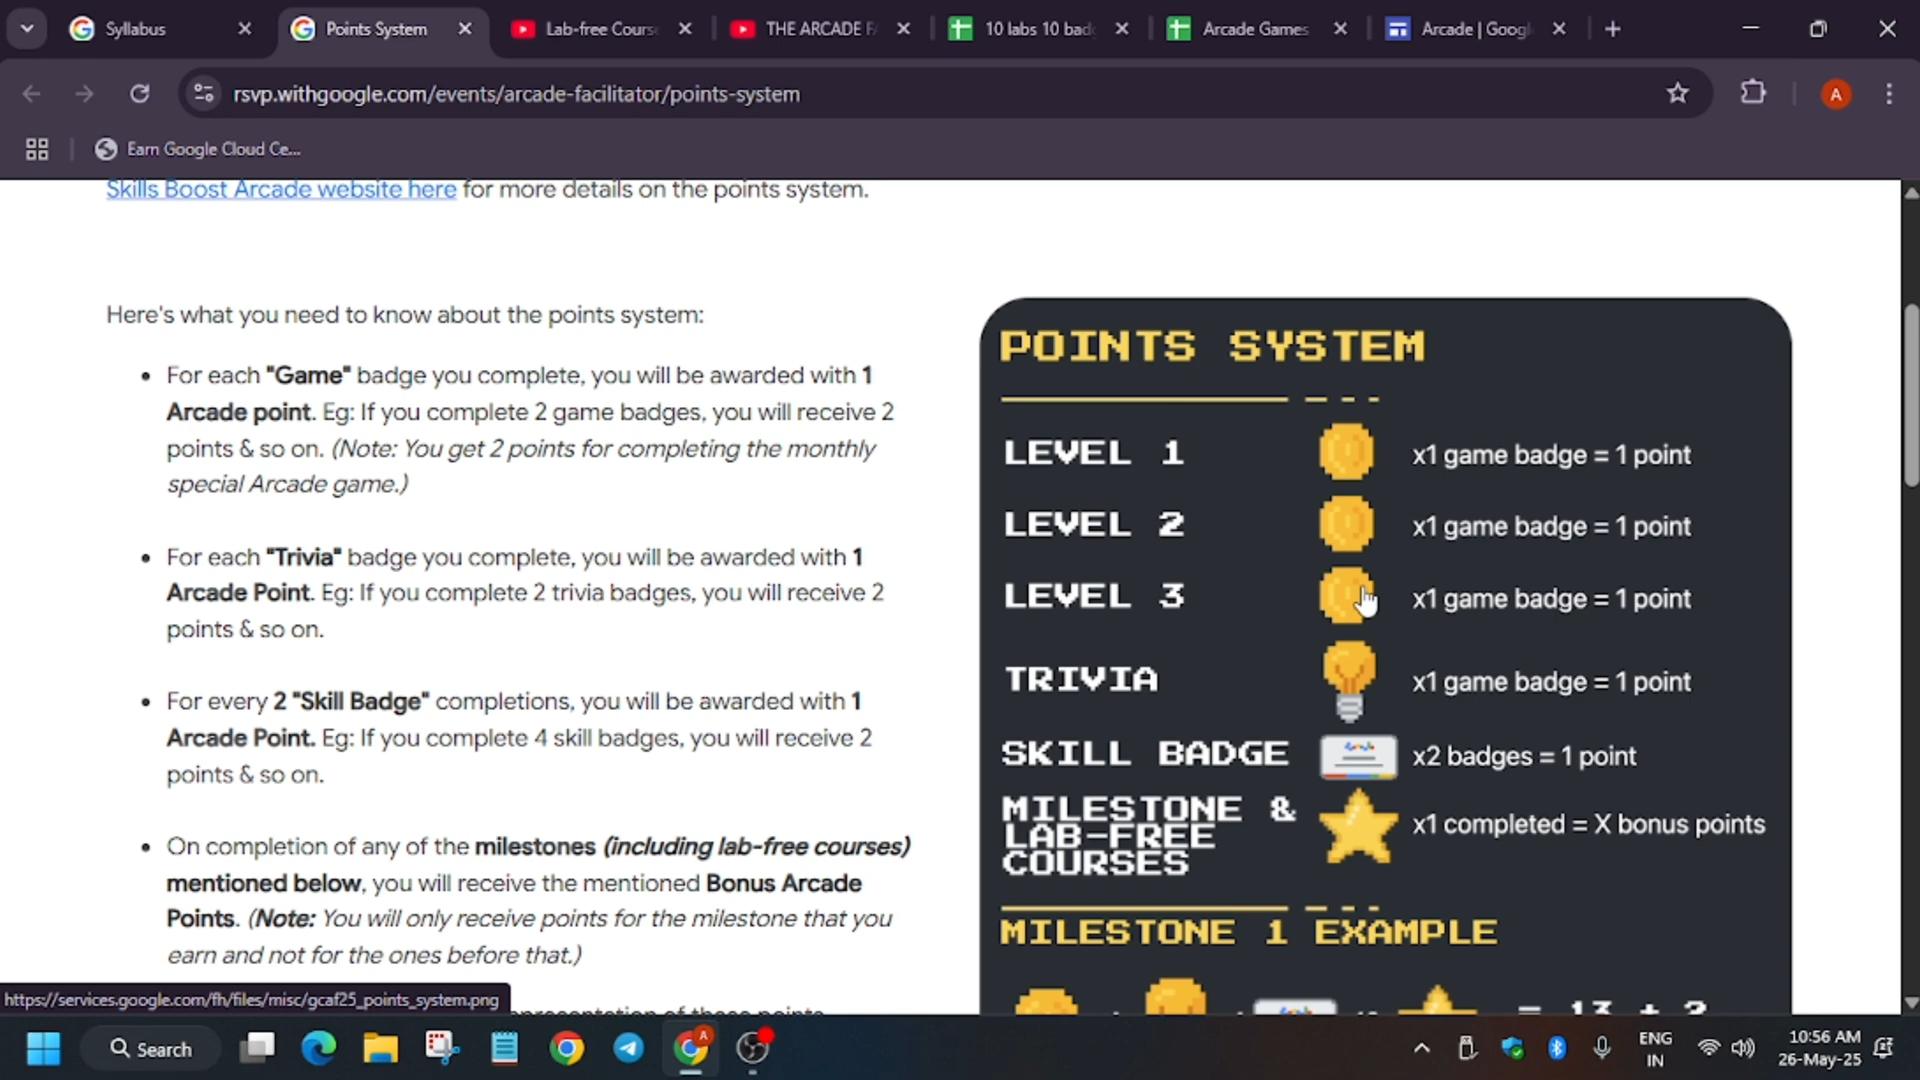 Syllabus
Points System
Lab-free Cours
THE ARCADE F
10 labs 10 bad
Arcade Games
Arcade | Googl
rsvp.withgoogle.com/events/arcade-facilitator/points-system
A
Earn Google Cloud Ce...
Skills Boost Arcade website here for more details on the points system.
Here's what you need to know about the points system:
For each "Game" badge you complete, you will be awarded with 1
Arcade point. Eg: If you complete 2 game badges, you will receive 2
points & so on. (Note: You get 2 points for completing the monthly
special Arcade game.)
For each "Trivia" badge you complete, you will be awarded with 1
Arcade Point. Eg: If you complete 2 trivia badges, you will receive 2
points & so on.
For every 2 "Skill Badge" completions, you will be awarded with 1
Arcade Point. Eg: If you complete 4 skill badges, you will receive 2
points & so on.
On completion of any of the milestones (including lab-free courses)
mentioned below, you will receive the mentioned Bonus Arcade
Points. (Note: You will only receive points for the milestone that you
earn and not for the ones before that.)
POINTS SYSTEM
LEVEL 1 x1 game badge = 1 point
LEVEL 2 x1 game badge = 1 point
LEVEL 3 x1 game badge = 1 point
TRIVIA x1 game badge = 1 point
SKILL BADGE x2 badges = 1 point
MILESTONE &
LAB-FREE
COURSES
x1 completed = X bonus points
MILESTONE 1 EXAMPLE
https://services.google.com/fh/files/misc/gcaf25_points_system.png
Search
A
ENG
IN
10:56 AM
26-May-25